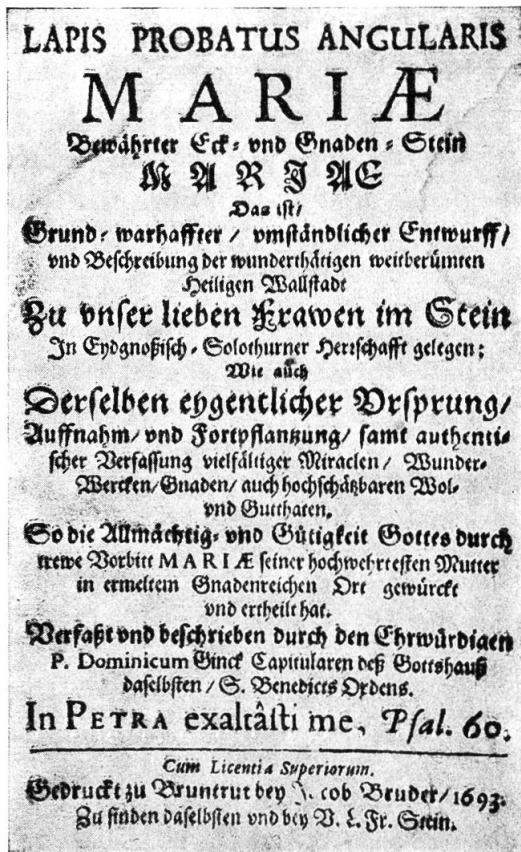 LAPIS PROBATUS ANGULARIS
MARIÆ
Bewährter Eck- vnd Gnaden-Stein
MARIAE
Das ist/
Grund-warhaffter/ vmständlicher Entwurff/
vnd Beschreibung der wunderthätigen weitberümten
Heiligen Wallstadt
Zu vnser lieben Frawen im Stein
In Eydgnoßisch-Solothurner Herrschafft gelegen;
Wie auch
Derselben eygentlicher Vrsprung/
Auffnahm/ vnd Fortpflantzung/ samt authenti-
scher Verfassung vielfältiger Miraclen/ Wunder-
Wercken/ Gnaden/ auch hochschätzbaren Wol-
vnd Gutthaten.
So die Allmächtig- vnd Gütigkeit Gottes durch
trewe Vorbitt MARIÆ seiner hochwehrtesten Mutter
in ermeltem Gnadenreichen Ort gewürckt
vnd ertheilt hat.
Verfaßt vnd beschrieben durch den Ehrwürdigen
P. Dominicum Ginck Capitularen deß Gottshauß
daselbsten/ S. Benedicts Ordens.
In PETRA exaltâsti me, Psal. 60.
Cum Licentia Superiorum.
Gedruckt zu Bruntrut bey J. cob Bruder/ 1693.
Zu finden daselbsten vnd bey V. L. Fr. Stein.